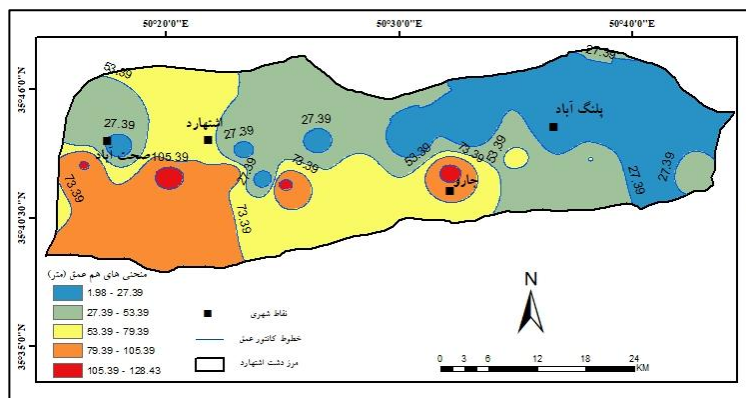 50°20'0"E
50°30'0"E
50°40'0"E
35°46'0"N
35°40'30"N
35°35'0"N
53.39
27.39
پلنگ آباد
اشتهارد
27.39
27.39
27.39
صحت آباد
105.39
73.39
53.39
73.39
53.39
73.39
27.39
چارو
27.39
27.39
73.39
منحنی های هم عمق (متر)
1.98 - 27.39
27.39 - 53.39
53.39 - 79.39
79.39 - 105.39
105.39 - 128.43
نقاط شهری
خطوط کانتور عمق
مرز دشت اشتهارد
N
0 3 6 12 18 24
KM